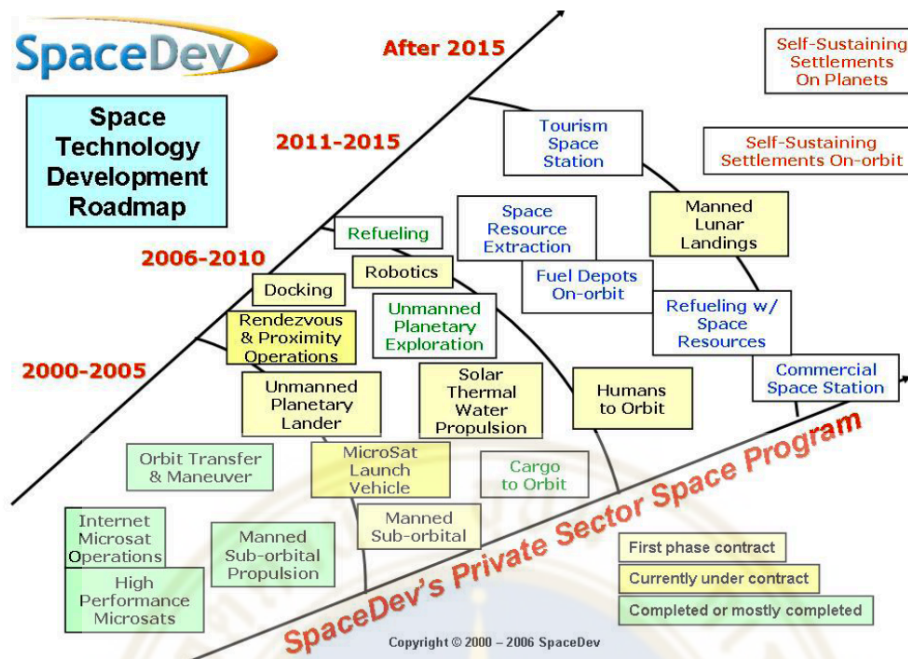 SpaceDev
Space
Technology
Development
Roadmap
After 2015
2011-2015
2006-2010
2000-2005
Self-Sustaining
Settlements
On Planets
Self-Sustaining
Settlements On-orbit
Tourism
Space
Station
Manned
Lunar
Landings
Space
Resource
Extraction
Refueling
Robotics
Fuel Depots
On-orbit
Docking
Unmanned
Planetary
Exploration
Refueling w/
Space
Resources
Rendezvous
& Proximity
Operations
Commercial
Space Station
Solar
Thermal
Water
Propulsion
Humans
to Orbit
Unmanned
Planetary
Lander
Orbit Transfer
& Maneuver
MicroSat
Launch
Vehicle
Cargo
to Orbit
Internet
Microsat
Operations
Manned
Sub-orbital
Propulsion
Manned
Sub-orbital
High
Performance
Microsats
SpaceDev's Private Sector Space Program
First phase contract
Currently under contract
Completed or mostly completed
Copyright © 2000 – 2006 SpaceDev